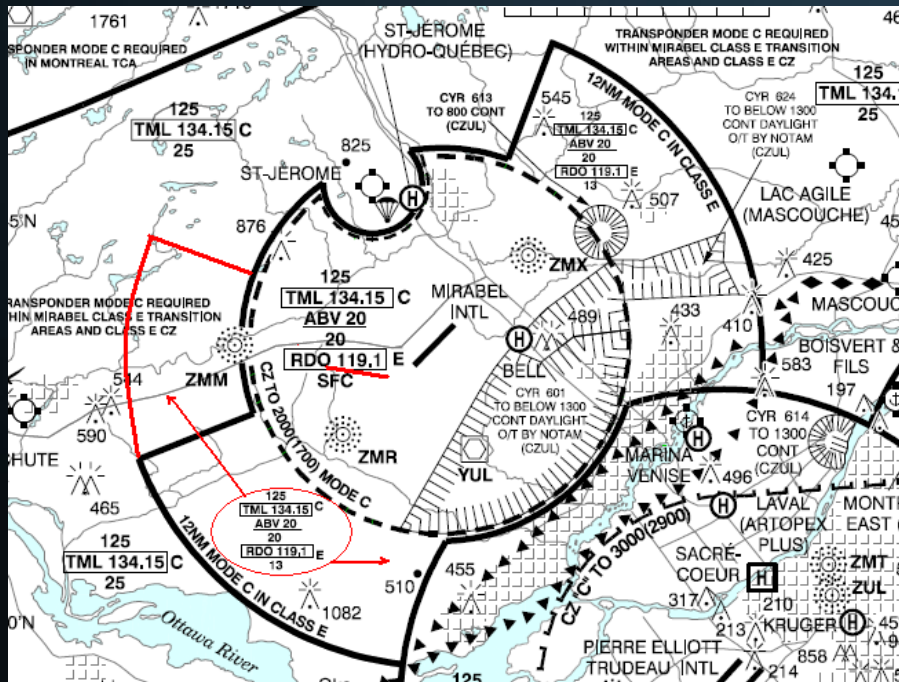 1761
SPONDER MODE C REQUIRED
IN MONTREAL TCA
ST-JÉRÔME
(HYDRO-QUÉBEC)
TRANSPONDER MODE C REQUIRED
WITHIN MIRABEL CLASS E TRANSITION
AREAS AND CLASS E CZ
125
TML 134.15 C
25
CYR 613
TO 800 CONT
(CZUL)
545
12NM MODE C IN CLASS E
125
TML 134.15 C
ABV 20
20
RDO 119.1 E
13
CYR 624
TO BELOW 1300
CONT DAYLIGHT
O/T BY NOTAM
(CZUL)
125
TML 134.1
25
825
ST-JÉRÔME
H
507
LAC AGILE
(MASCOUCHE)
5'N
876
425
ZMX
125
TML 134.15 C
ABV 20
20
RDO 119.1 E
SFC
MIRABEL
INTL
RANSPONDER MODE C REQUIRED
THIN MIRABEL CLASS E TRANSITION
AREAS AND CLASS E CZ
489
433
410
MASCOUC
H
BELL
583
BOISVERT &
FILS
197
ZMM
544
590
CHUTE
CZ TO 2000(1700) MODE C
CYR 601
TO BELOW 1300
CONT DAYLIGHT
O/T BY NOTAM
(CZUL)
CYR 614
TO 1300
CONT
(CZUL)
ZMR
YUL
H
MARINA
VENISE
496
465
125
TML 134.15 C
ABV 20
20
RDO 119.1 E
13
H
LAVAL
(ARTOPEX
PLUS)
MONTR
EAST (
125
TML 134.15 C
25
12NM MODE C IN CLASS E
510
455
CZ "C" TO 3000(2900)
SACRÉ-
COEUR
H
ZMT
ZUL
1082
317
210
KRUGER
H
45
0'N
Ottawa River
213
858
PIERRE ELLIOTT
TRUDEAU INTL
214
125